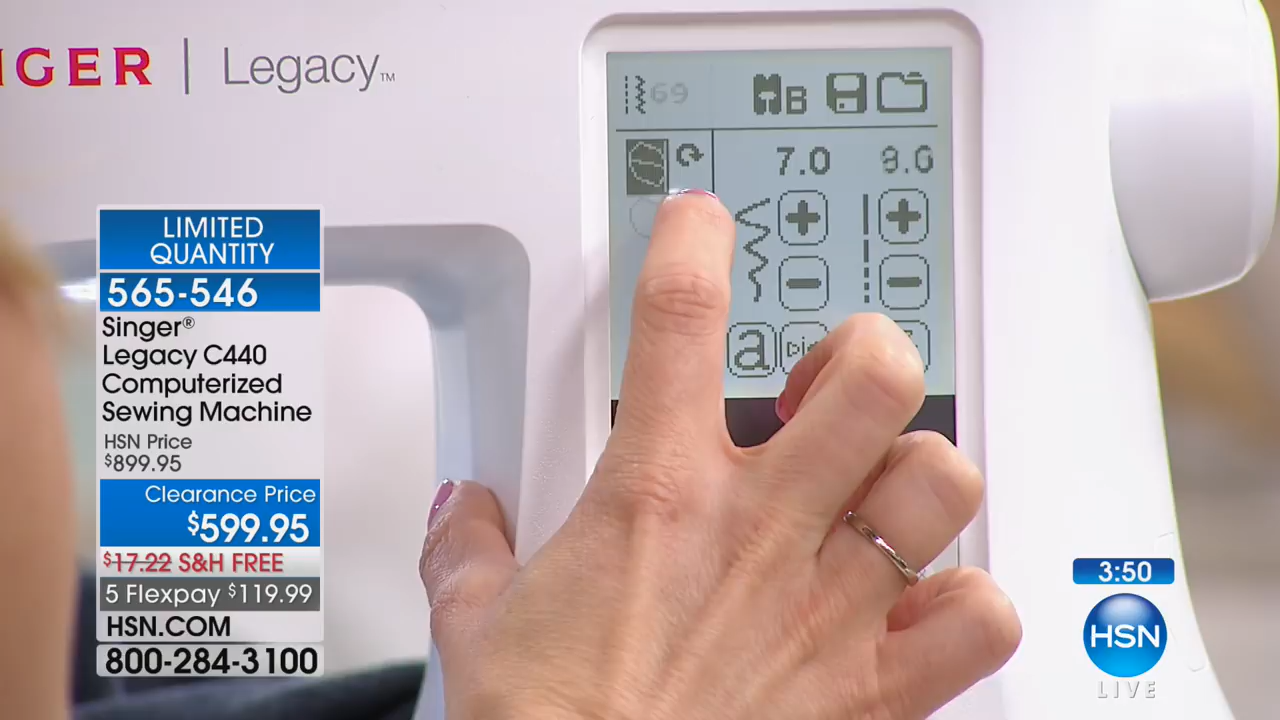 NGER | Legacy™
69
B
7.0
8.0
a
LIMITED
QUANTITY
565-546
Singer®
Legacy C440
Computerized
Sewing Machine
HSN Price
$899.95
Clearance Price
$599.95
$17.22 S&H FREE
5 Flexpay $119.99
HSN.COM
800-284-3100
3:50
HSN
LIVE